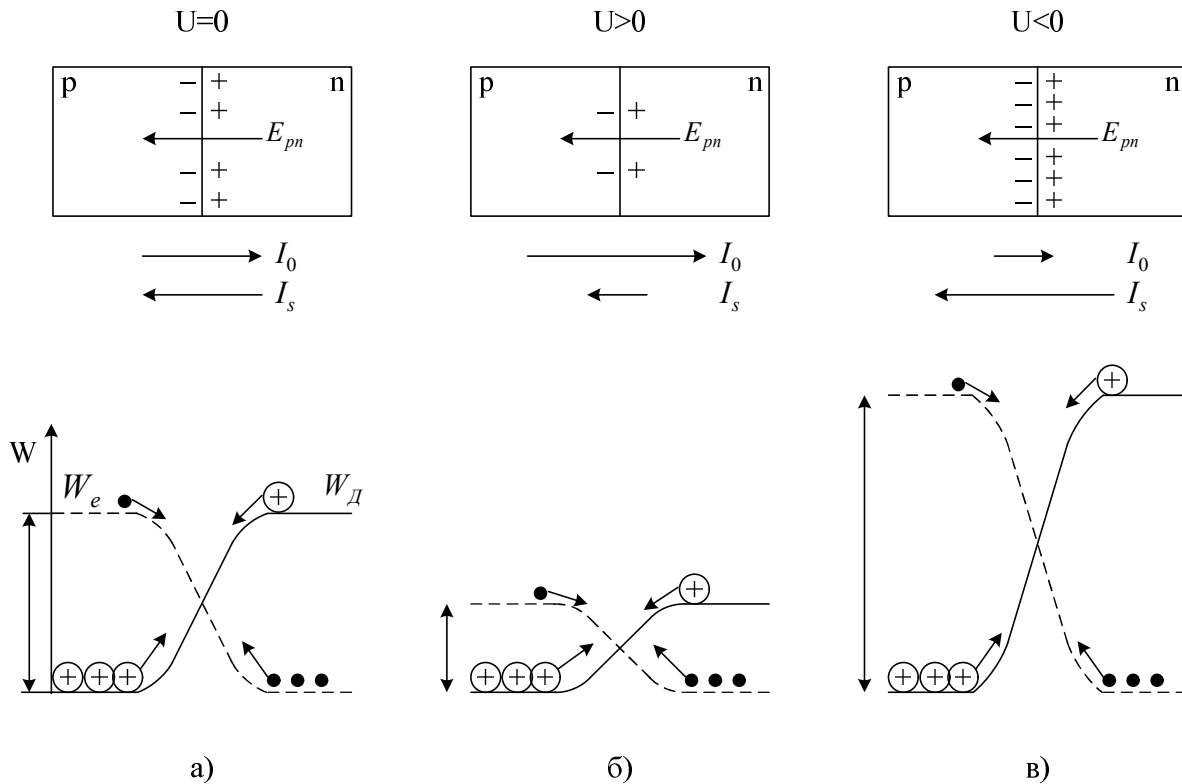 U=0
U>0
U<0
p
n
E_pn
p
n
E_pn
p
n
E_pn
I_0
I_0
I_0
I_s
I_s
I_s
W
W_e
W_Д
а)
б)
в)